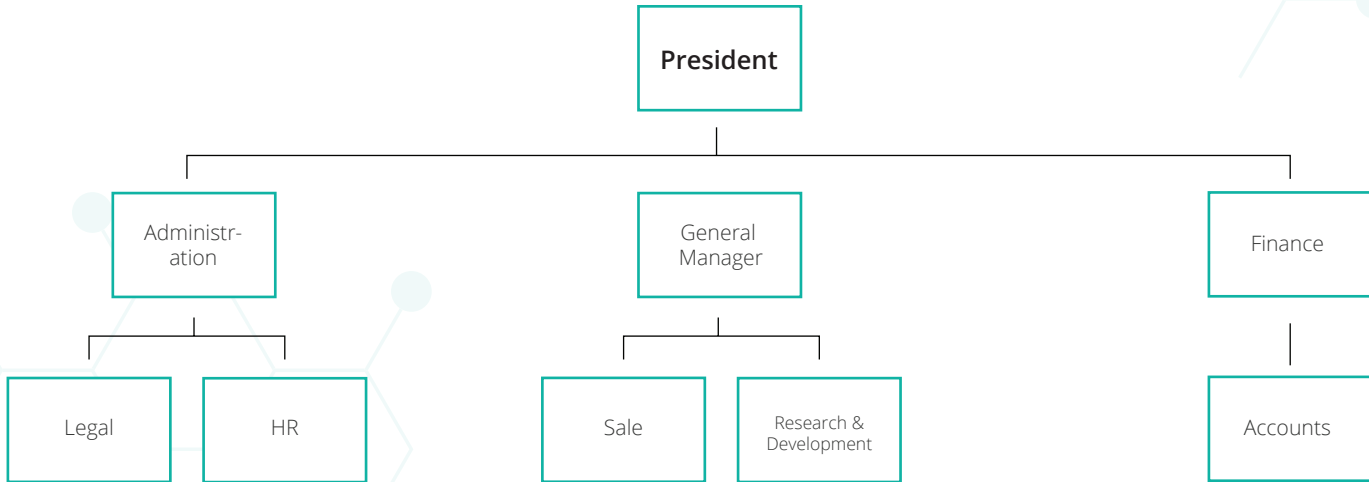 President
Administr-
ation
General
Manager
Finance
Legal
HR
Sale
Research &
Development
Accounts